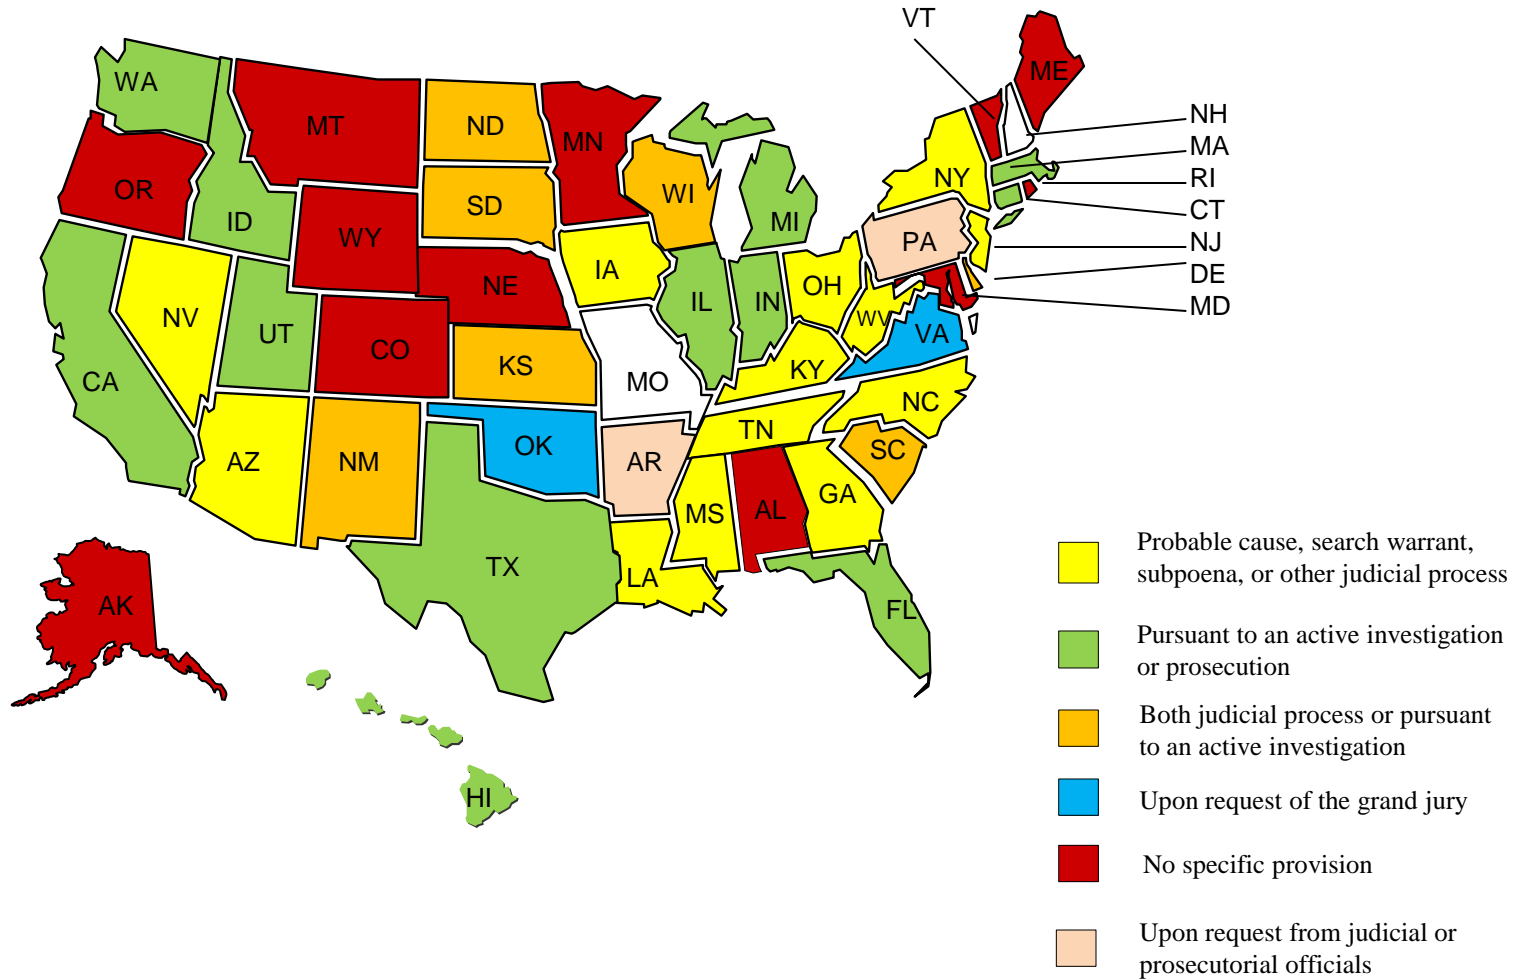 VT
WA
ME
MT
ND
MN
NH
MA
OR
ID
WY
SD
WI
MI
NY
RI
CT
PA
NJ
DE
MD
NV
UT
CO
NE
IA
IL
IN
OH
WV
VA
CA
KS
MO
KY
NC
AZ
NM
OK
AR
TN
SC
MS
AL
GA
TX
LA
FL
AK
HI
Probable cause, search warrant,
subpoena, or other judicial process
Pursuant to an active investigation
or prosecution
Both judicial process or pursuant
to an active investigation
Upon request of the grand jury
No specific provision
Upon request from judicial or
prosecutorial officials